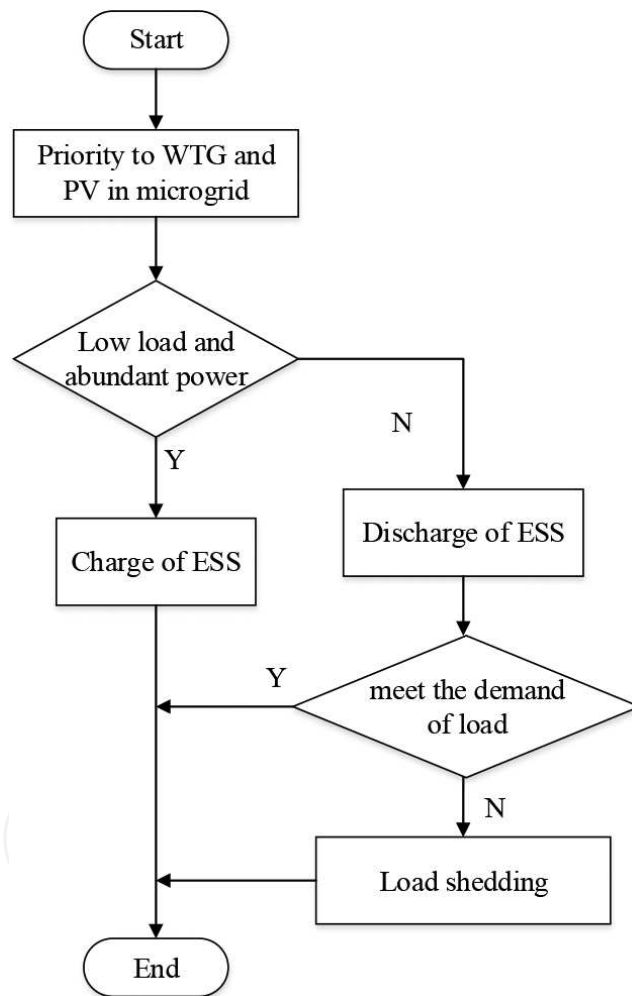 Start
Priority to WTG and
PV in microgrid
Low load and
abundant power
N
Y
Charge of ESS
Discharge of ESS
Y
meet the demand
of load
N
Load shedding
End